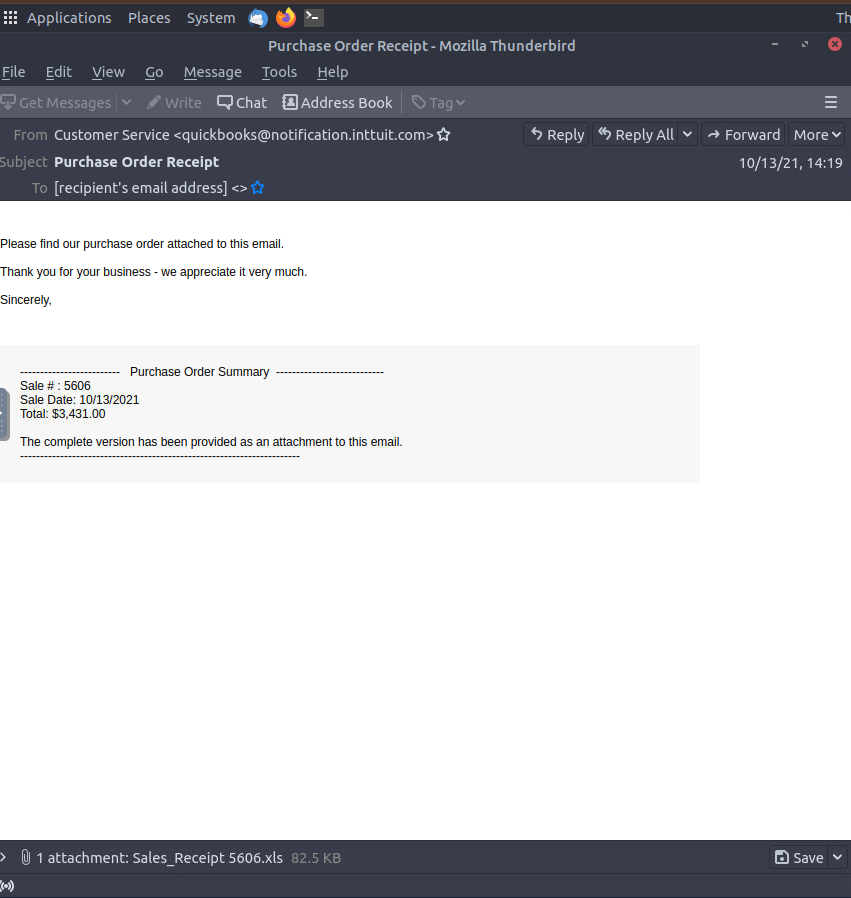 Applications Places System Th
Purchase Order Receipt - Mozilla Thunderbird
File Edit View Go Message Tools Help
Get Messages Write Chat Address Book Tag
From Customer Service <quickbooks@notification.inttuit.com> Reply Reply All Forward More
Subject Purchase Order Receipt 10/13/21, 14:19
To [recipient's email address] <>
Please find our purchase order attached to this email.
Thank you for your business - we appreciate it very much.
Sincerely,
------------------------- Purchase Order Summary ---------------------------
Sale # : 5606
Sale Date: 10/13/2021
Total: $3,431.00
The complete version has been provided as an attachment to this email.
----------------------------------------------------------------------
1 attachment: Sales_Receipt 5606.xls 82.5 KB Save